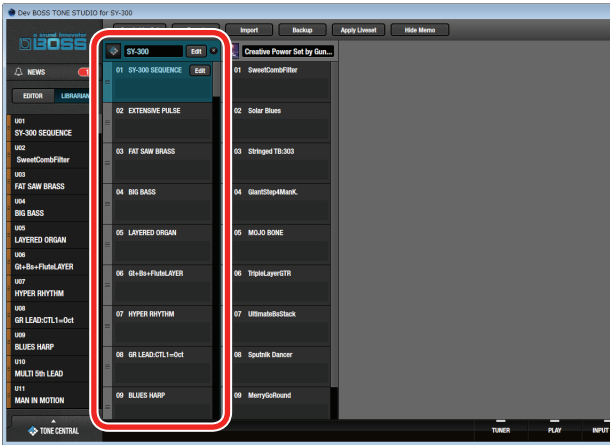 Dev BOSS TONE STUDIO for SY-300
a sound innovator
BOSS
Import
Backup
Apply Liveset
Hide Memo
NEWS
1
EDITOR
LIBRARIAN
U01
SY-300 SEQUENCE
U02
SweetCombFilter
U03
FAT SAW BRASS
U04
BIG BASS
U05
LAYERED ORGAN
U06
Gt+Bs+FluteLAYER
U07
HYPER RHYTHM
U08
GR LEAD:CTL1=Oct
U09
BLUES HARP
U10
MULTI 5th LEAD
U11
MAN IN MOTION
TONE CENTRAL
SY-300
Edit
01 SY-300 SEQUENCE
Edit
02 EXTENSIVE PULSE
03 FAT SAW BRASS
04 BIG BASS
05 LAYERED ORGAN
06 Gt+Bs+FluteLAYER
07 HYPER RHYTHM
08 GR LEAD:CTL1=Oct
09 BLUES HARP
Creative Power Set by Gun...
01 SweetCombFilter
02 Solar Blues
03 Stringed TB:303
04 GiantStep4ManK.
05 MOJO BONE
06 TripleLayerGTR
07 UltimateBsStack
08 Sputnik Dancer
09 MerryGoRound
TUNER
PLAY
INPUT